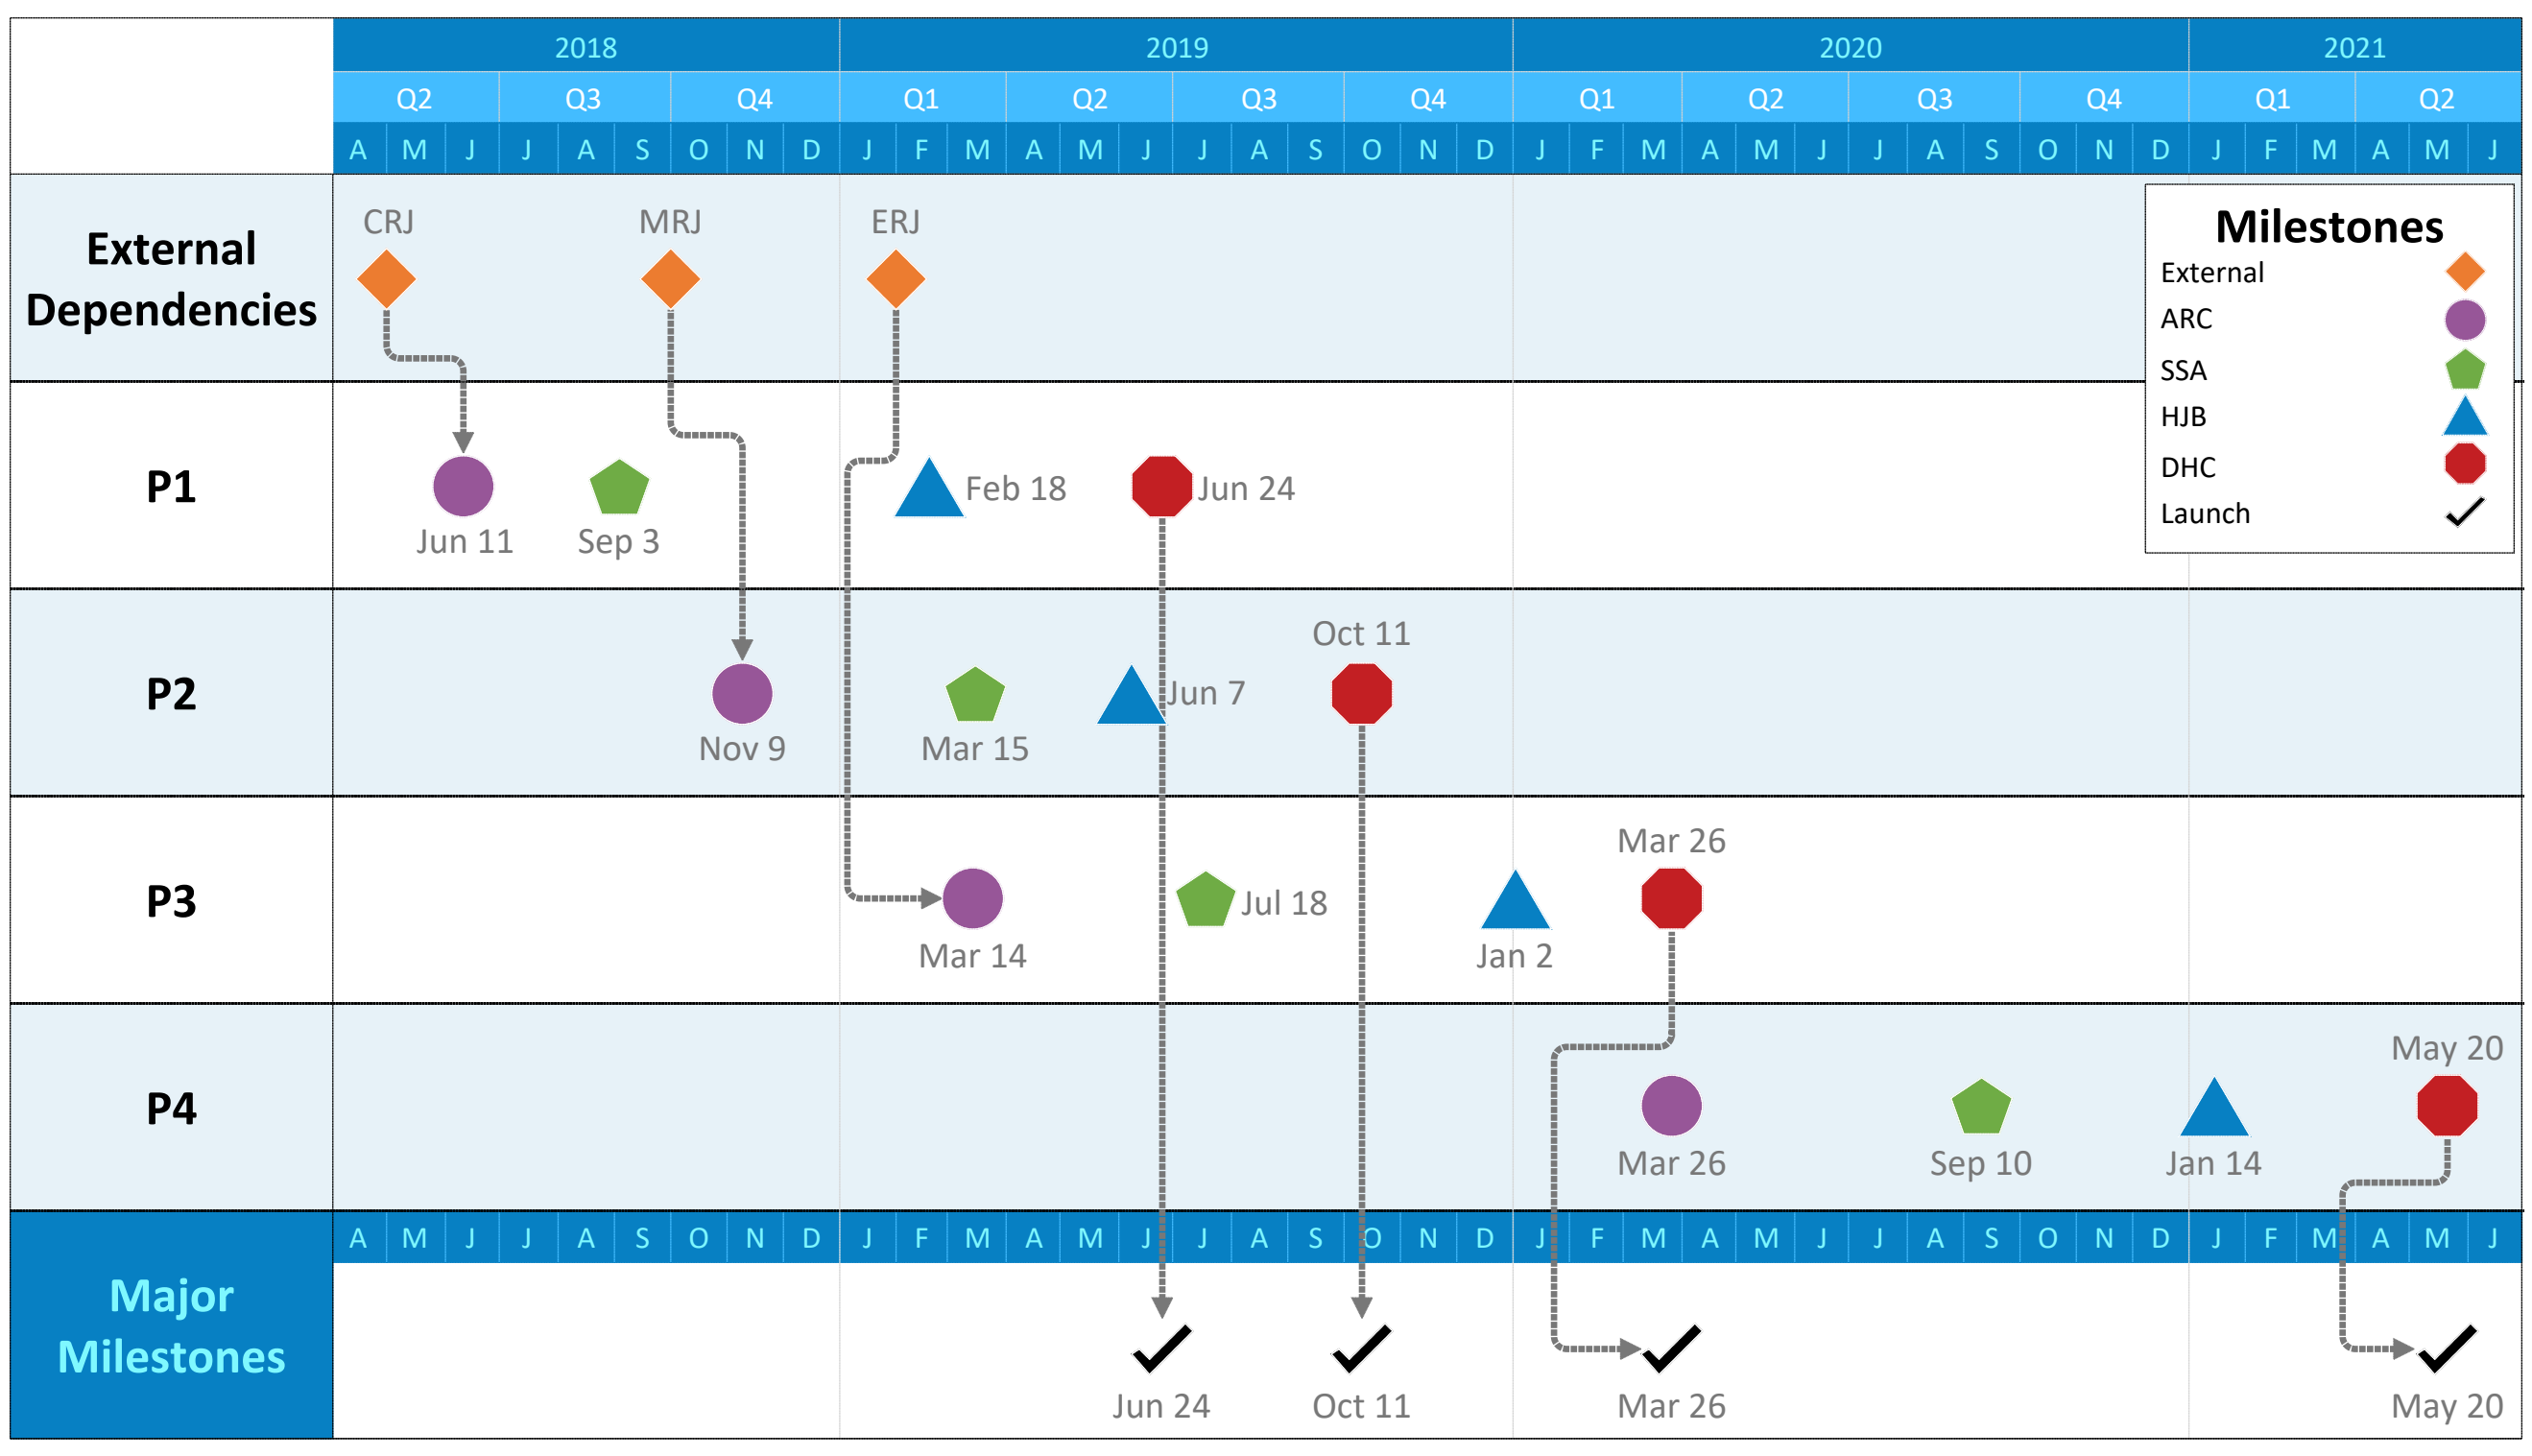 2018 2019 2020 2021
Q2 Q3 Q4 Q1 Q2 Q3 Q4 Q1 Q2 Q3 Q4 Q1 Q2
A M J J A S O N D J F M A M J J A S O N D J F M A M J J A S O N D J F M A M J
External
Dependencies
CRJ MRJ ERJ
Milestones
External
ARC
SSA
HJB
DHC
Launch
P1
Feb 18 Jun 24
Jun 11 Sep 3
P2
Oct 11
Jun 7
Nov 9 Mar 15
P3
Mar 26
Jul 18
Mar 14 Jan 2
P4
May 20
Mar 26 Sep 10 Jan 14
A M J J A S O N D J F M A M J J A S O N D J F M A M J J A S O N D J F M A M J
Major
Milestones
Jun 24 Oct 11 Mar 26 May 20